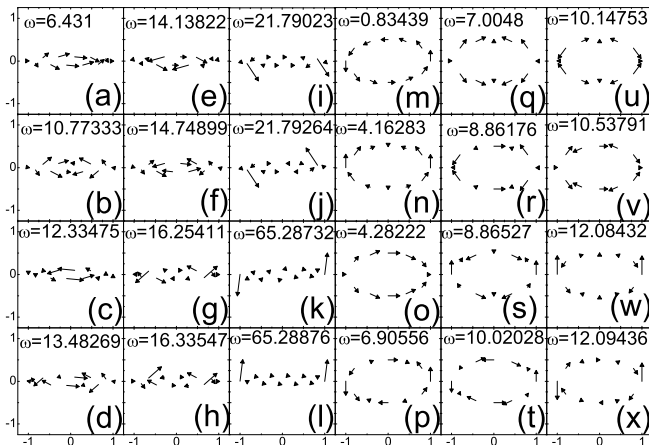 1 ω=6.431 ω=14.13822 ω=21.79023 ω=0.83439 ω=7.0048 ω=10.14753
0
-1 (a) (e) (i) (m) (q) (u)
1 ω=10.77333 ω=14.74899 ω=21.79264 ω=4.16283 ω=8.86176 ω=10.53791
0
-1 (b) (f) (j) (n) (r) (v)
1 ω=12.33475 ω=16.25411 ω=65.28732 ω=4.28222 ω=8.86527 ω=12.08432
0
-1 (c) (g) (k) (o) (s) (w)
1 ω=13.48269 ω=16.33547 ω=65.28876 ω=6.90556 ω=10.02028 ω=12.09436
0
-1 (d) (h) (l) (p) (t) (x)
-1 0 1 -1 0 1 -1 0 1 -1 0 1 -1 0 1 -1 0 1